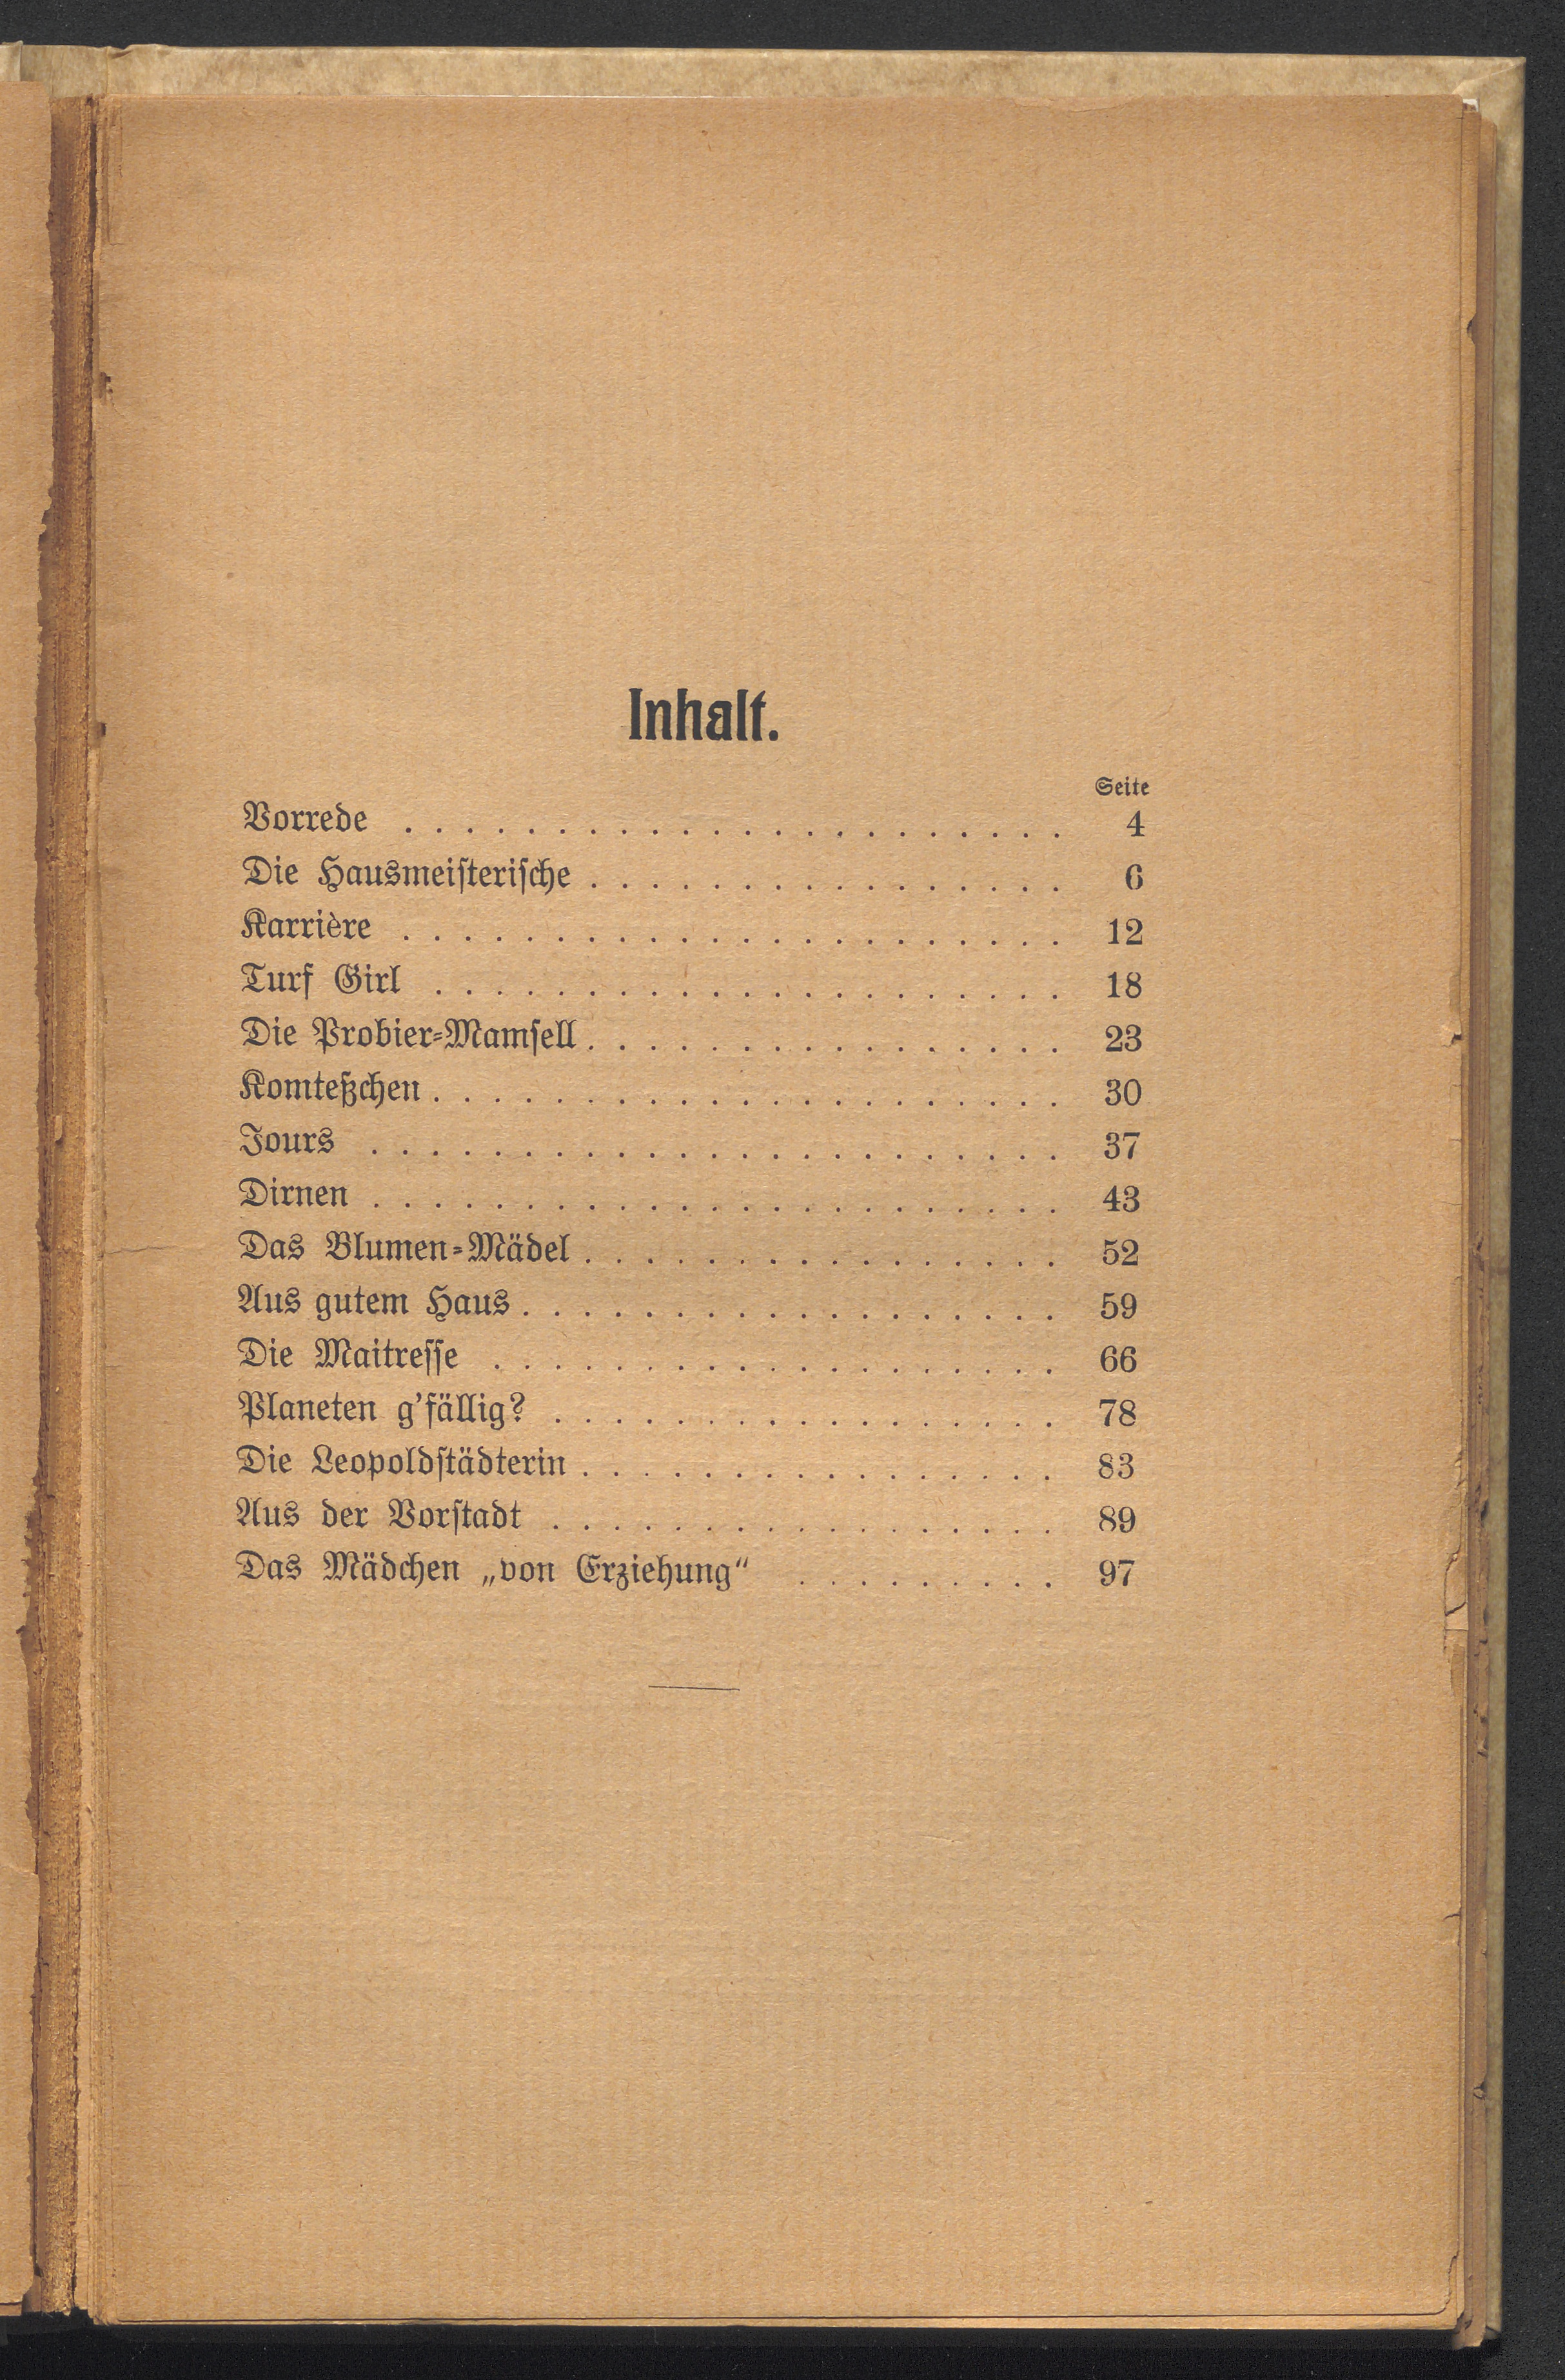 Inhalt.
Seite
Vorrede . . . . . . . . . . . . . . . . . . . . . . 4
Die Hausmeiſteriſche . . . . . . . . . . . . . . . . 6
Karrière . . . . . . . . . . . . . . . . . . . . . . 12
Turf Girl . . . . . . . . . . . . . . . . . . . . . 18
Die Probier-Mamſell . . . . . . . . . . . . . . . . 23
Komteßchen . . . . . . . . . . . . . . . . . . . . . 30
Jours . . . . . . . . . . . . . . . . . . . . . . . 37
Dirnen . . . . . . . . . . . . . . . . . . . . . . . 43
Das Blumen-Mädel . . . . . . . . . . . . . . . . 52
Aus gutem Haus . . . . . . . . . . . . . . . . . . 59
Die Maitreſſe . . . . . . . . . . . . . . . . . . . 66
Planeten g'fällig? . . . . . . . . . . . . . . . . . 78
Die Leopoldſtädterin . . . . . . . . . . . . . . . . 83
Aus der Vorſtadt . . . . . . . . . . . . . . . . . 89
Das Mädchen „von Erziehung“ . . . . . . . . . 97